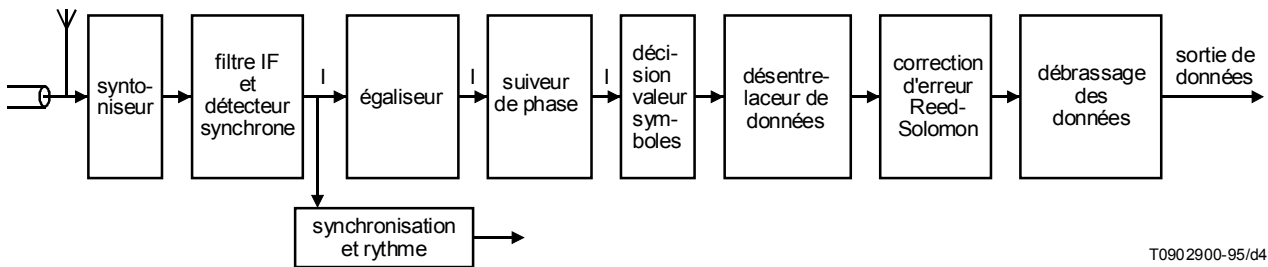 synto-
niseur
filtre IF
et
détecteur
synchrone
I
égaliseur
I
suiveur
de phase
I
déci-
sion
valeur
sym-
boles
désentre-
laceur de
données
correction
d'erreur
Reed-
Solomon
débrassage
des
données
sortie de
données
synchronisation
et rythme
T0902900-95/d4